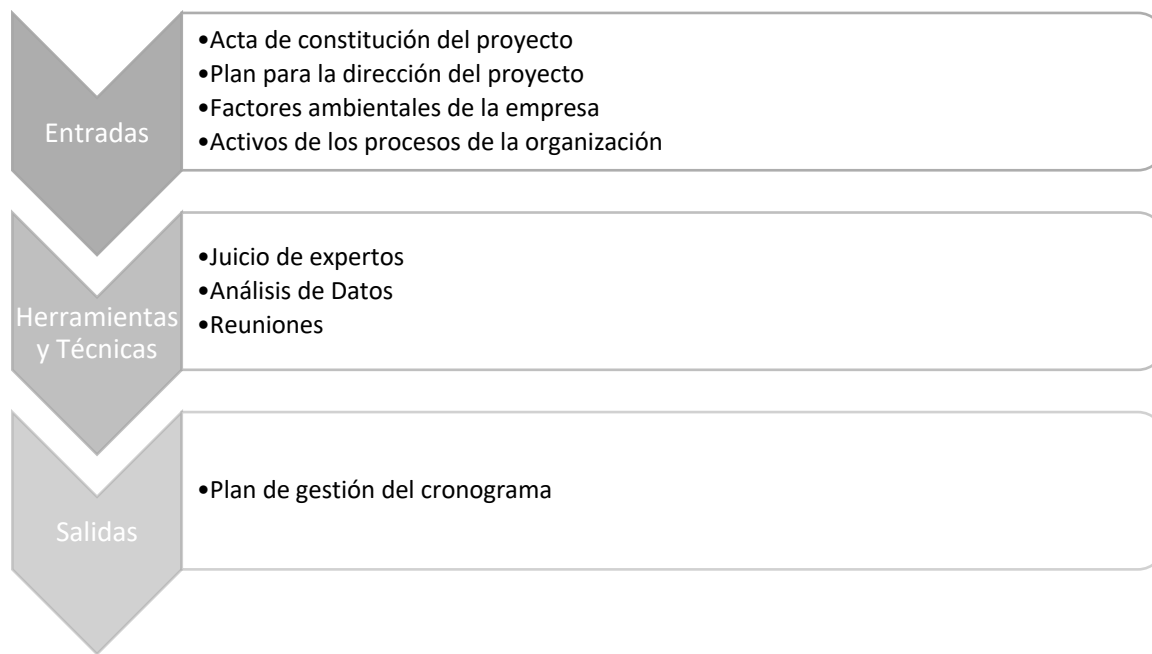 Entradas
•Acta de constitución del proyecto
•Plan para la dirección del proyecto
•Factores ambientales de la empresa
•Activos de los procesos de la organización
Herramientas
y Técnicas
•Juicio de expertos
•Análisis de Datos
•Reuniones
Salidas
•Plan de gestión del cronograma